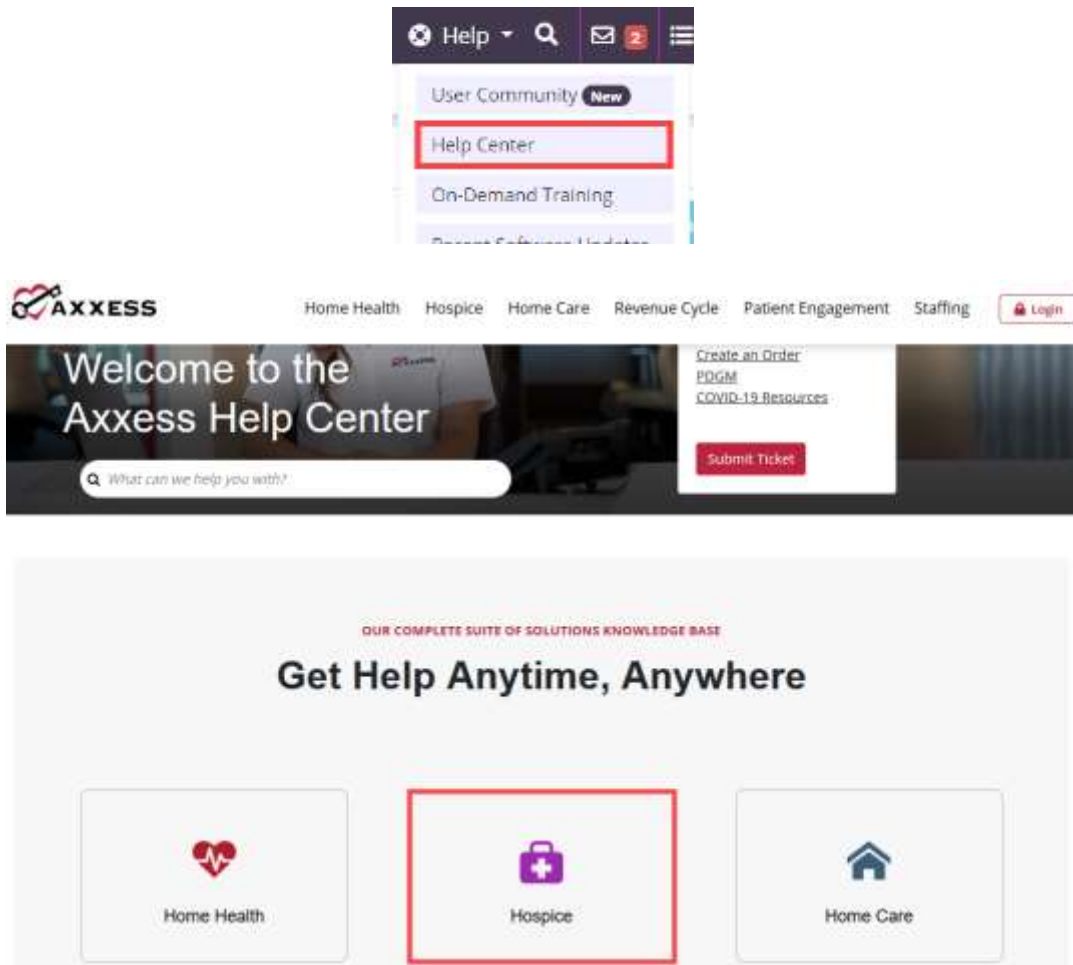 Help
2
User Community New
Help Center
On-Demand Training
Recent Software Updates
AXXESS
Home Health Hospice Home Care Revenue Cycle Patient Engagement Staffing Login
Welcome to the
Axxess Help Center
What can we help you with?
Create an Order
PDGM
COVID-19 Resources
Submit Ticket
OUR COMPLETE SUITE OF SOLUTIONS KNOWLEDGE BASE
Get Help Anytime, Anywhere
Home Health
Hospice
Home Care